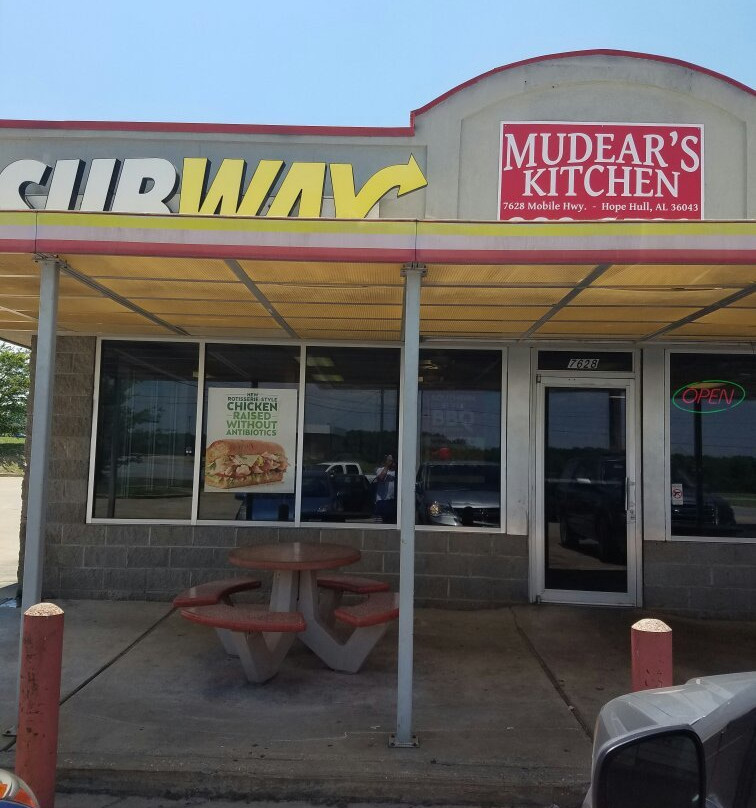 SUBWAY
MUDEAR'S
KITCHEN
7628 Mobile Hwy. - Hope Hull, AL 36043
7628
OPEN
NEW
ROTISSERIE-STYLE
CHICKEN
RAISED
WITHOUT
ANTIBIOTICS
BBQ